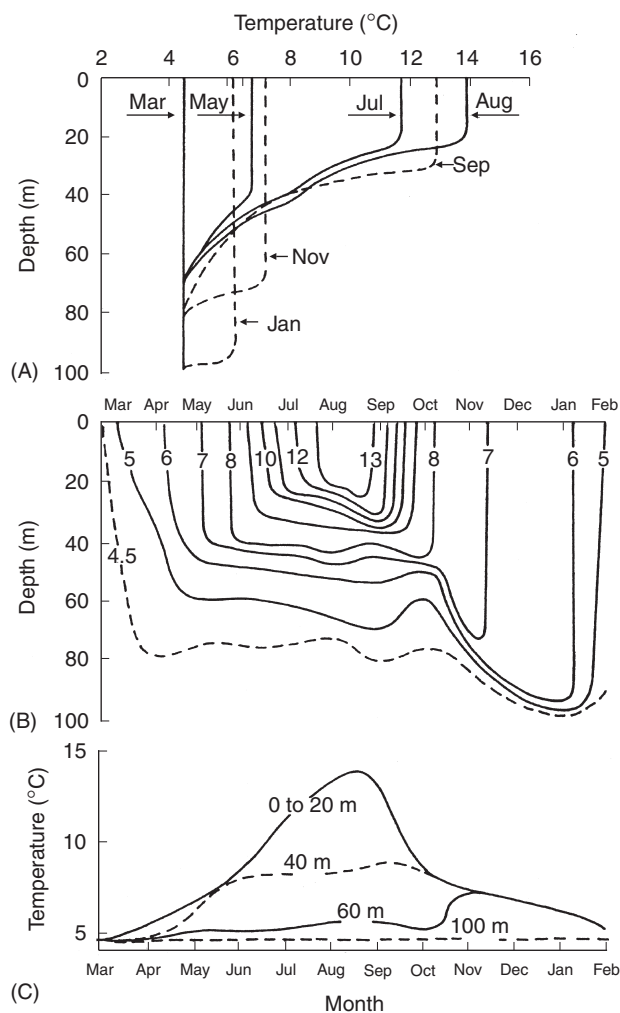 Temperature (°C)
2 4 6 8 10 12 14 16
0
20
40
60
80
100
Depth (m)
Mar May Jul Aug
Sep
Nov
Jan
(A)
Mar Apr May Jun Jul Aug Sep Oct Nov Dec Jan Feb
0
20
40
60
80
100
Depth (m)
5 6 7 8 10 12 13 8 7 6 5
4.5
(B)
15
10
5
Temperature (°C)
0 to 20 m
40 m
60 m
100 m
Mar Apr May Jun Jul Aug Sep Oct Nov Dec Jan Feb
(C)
Month